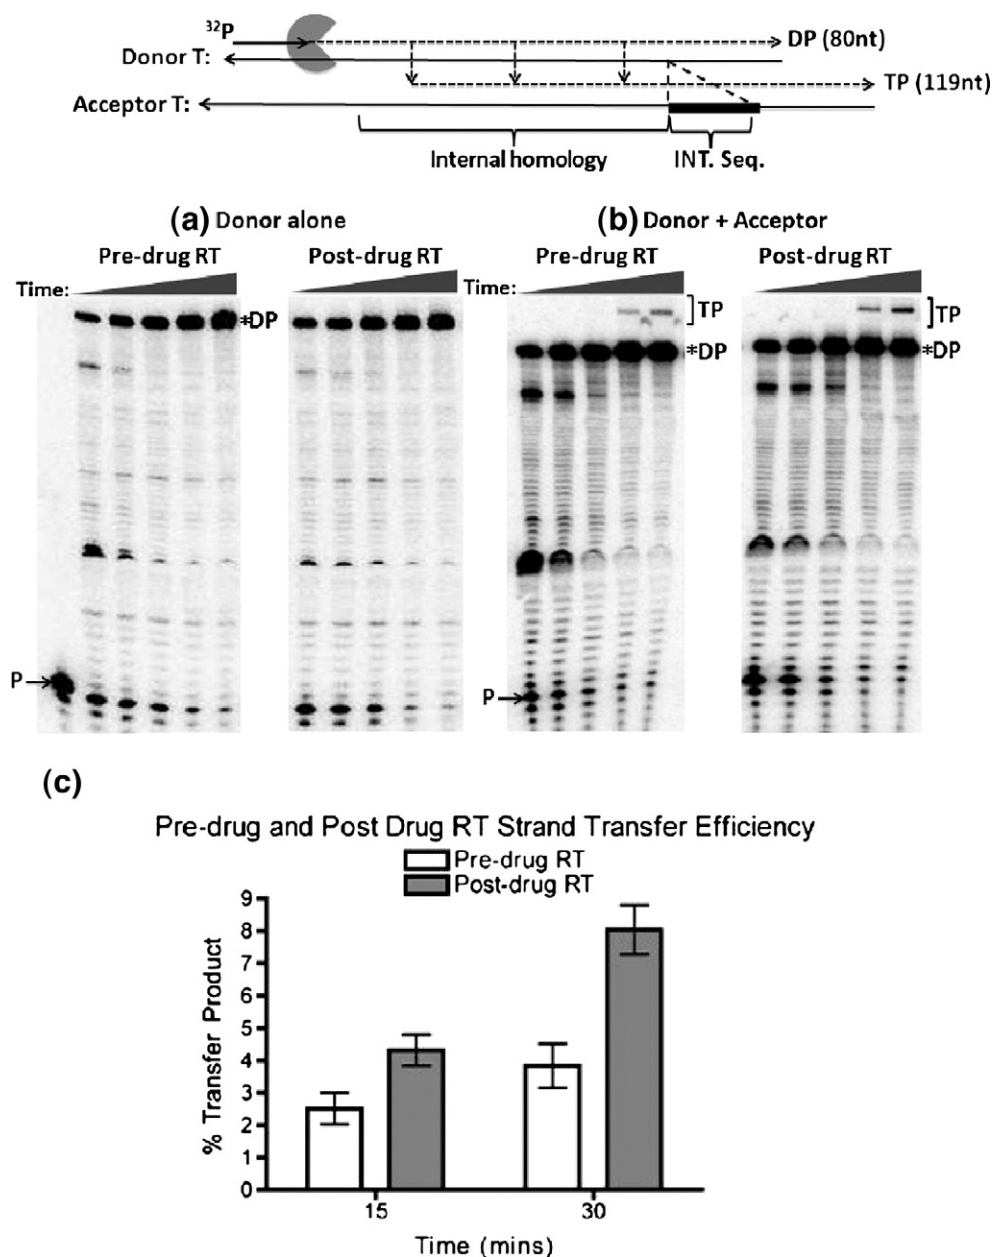 32P
DP (80nt)
Donor T:
TP (119nt)
Acceptor T:
Internal homology
INT. Seq.
(a) Donor alone
(b) Donor + Acceptor
Pre-drug RT
Post-drug RT
Pre-drug RT
Post-drug RT
Time:
Time:
*DP
TP
TP
*DP
*DP
P
P
(c)
Pre-drug and Post Drug RT Strand Transfer Efficiency
Pre-drug RT
Post-drug RT
% Transfer Product
9
8
7
6
5
4
3
2
1
0
15
30
Time (mins)